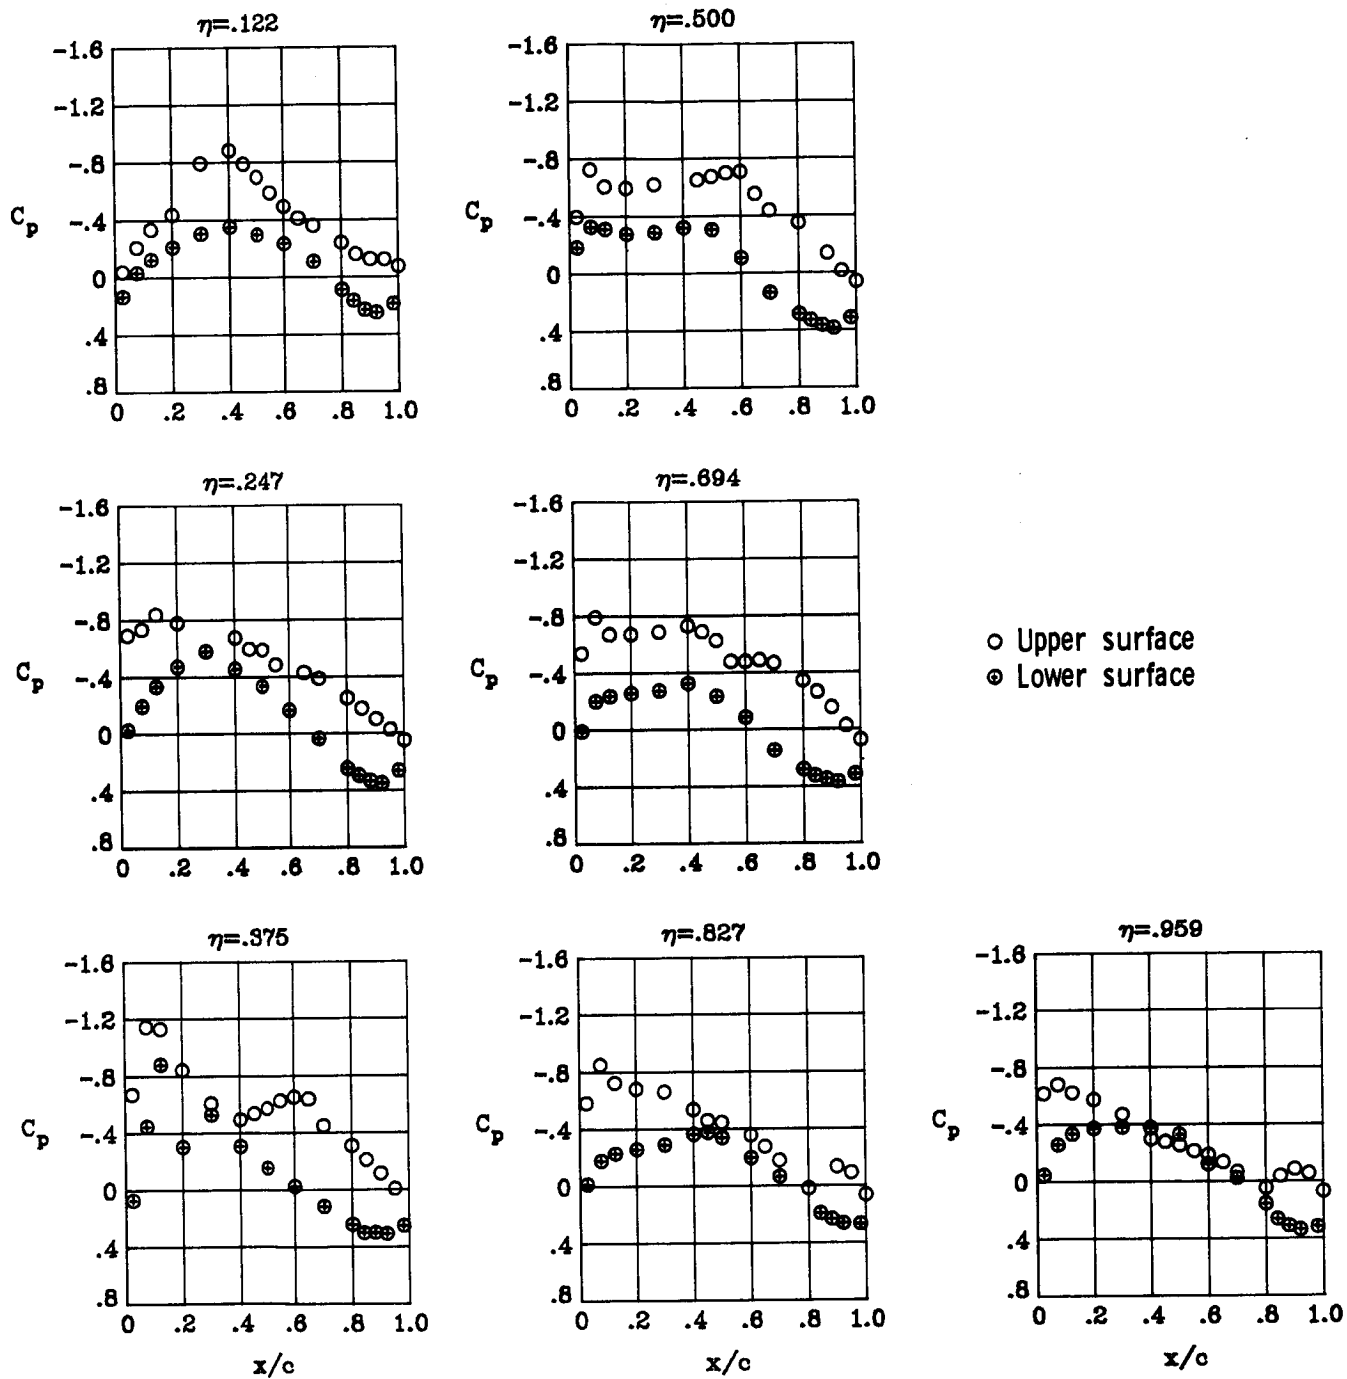 η=.122
-1.6
-1.2
-.8
-.4
0
.4
.8
C_p
0 .2 .4 .6 .8 1.0
η=.500
-1.6
-1.2
-.8
-.4
0
.4
.8
C_p
0 .2 .4 .6 .8 1.0
η=.247
-1.6
-1.2
-.8
-.4
0
.4
.8
C_p
0 .2 .4 .6 .8 1.0
η=.694
-1.6
-1.2
-.8
-.4
0
.4
.8
C_p
0 .2 .4 .6 .8 1.0
Upper surface
Lower surface
η=.375
-1.6
-1.2
-.8
-.4
0
.4
.8
C_p
0 .2 .4 .6 .8 1.0
x/c
η=.827
-1.6
-1.2
-.8
-.4
0
.4
.8
C_p
0 .2 .4 .6 .8 1.0
x/c
η=.959
-1.6
-1.2
-.8
-.4
0
.4
.8
C_p
0 .2 .4 .6 .8 1.0
x/c